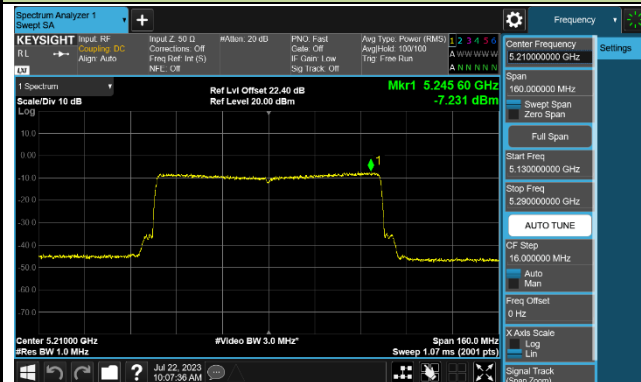 Spectrum Analyzer 1
Swept SA
Frequency
KEYSIGHT Input: RF
RL
Coupling: DC
Align: Auto
LXI
Input Z: 50 Ω
Corrections: Off
Freq Ref: Int (S)
NFE: Off
#Atten: 20 dB
PNO: Fast
Gate: Off
IF Gain: Low
Sig Track: Off
Avg Type: Power (RMS)
Avg|Hold: 100/100
Trig: Free Run
1 2 3 4 5 6
A W W W W W
A N N N N N
1 Spectrum
Scale/Div 10 dB
Log
Ref Lvl Offset 22.40 dB
Ref Level 20.00 dBm
Mkr1 5.245 60 GHz
-7.231 dBm
10.0
0.00
-10.0
-20.0
-30.0
-40.0
-50.0
-60.0
-70.0
1
Center 5.21000 GHz
#Res BW 1.0 MHz
#Video BW 3.0 MHz*
Span 160.0 MHz
Sweep 1.07 ms (2001 pts)
Jul 22, 2023
10:07:36 AM
Center Frequency
5.210000000 GHz
Settings
Span
160.000000 MHz
Swept Span
Zero Span
Full Span
Start Freq
5.130000000 GHz
Stop Freq
5.290000000 GHz
AUTO TUNE
CF Step
16.000000 MHz
Auto
Man
Freq Offset
0 Hz
X Axis Scale
Log
Lin
Signal Track
(Span Zoom)